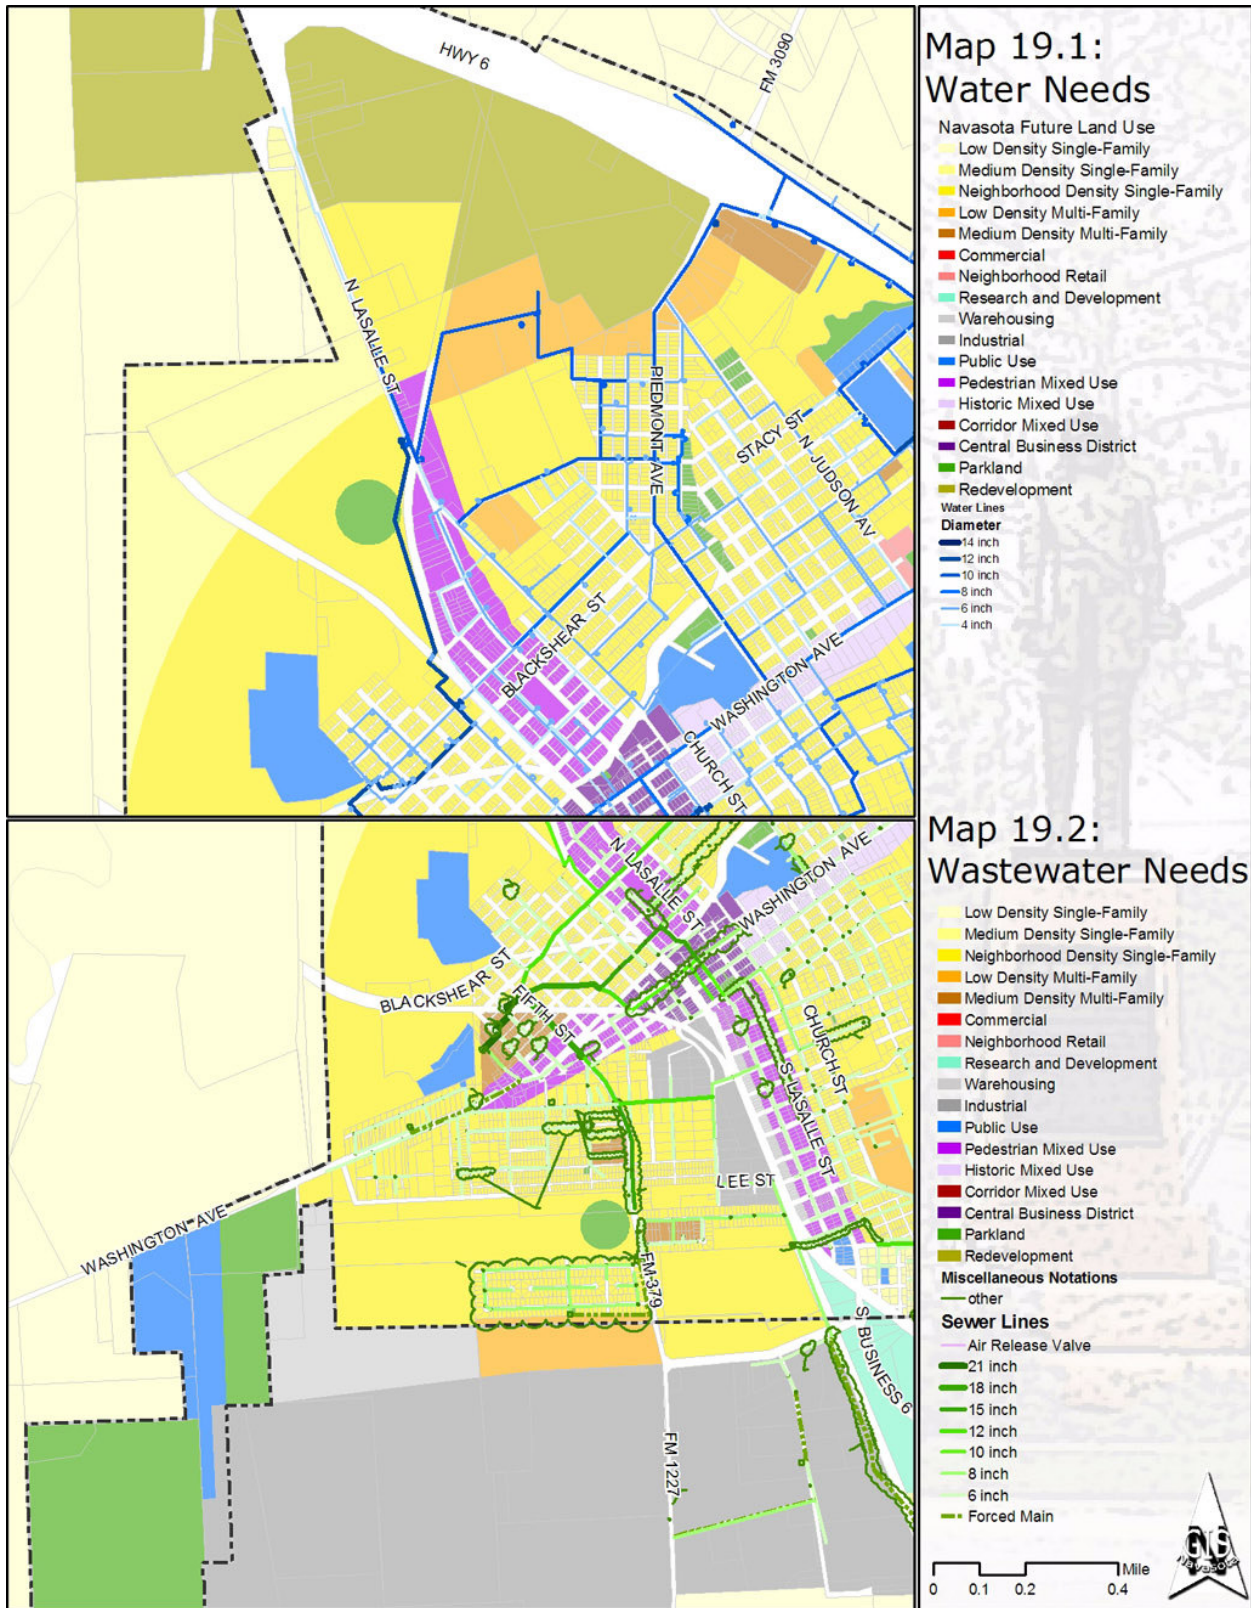 HWY 6
FM 3090
N LASALLE ST
PIEDMONT AVE
STACY ST
N JUDSON AV
BLACKSHEAR ST
WASHINGTON AVE
CHURCH ST
Map 19.1:
Water Needs
Navasota Future Land Use
Low Density Single-Family
Medium Density Single-Family
Neighborhood Density Single-Family
Low Density Multi-Family
Medium Density Multi-Family
Commercial
Neighborhood Retail
Research and Development
Warehousing
Industrial
Public Use
Pedestrian Mixed Use
Historic Mixed Use
Corridor Mixed Use
Central Business District
Parkland
Redevelopment
Water Lines
Diameter
14 inch
12 inch
10 inch
8 inch
6 inch
4 inch
N LASALLE ST
WASHINGTON AVE
BLACKSHEAR ST
FIFTH ST
CHURCH ST
S LASALLE ST
LEE ST
WASHINGTON AVE
FM 379
S BUSINESS 6
FM 1227
Map 19.2:
Wastewater Needs
Low Density Single-Family
Medium Density Single-Family
Neighborhood Density Single-Family
Low Density Multi-Family
Medium Density Multi-Family
Commercial
Neighborhood Retail
Research and Development
Warehousing
Industrial
Public Use
Pedestrian Mixed Use
Historic Mixed Use
Corridor Mixed Use
Central Business District
Parkland
Redevelopment
Miscellaneous Notations
other
Sewer Lines
Air Release Valve
21 inch
18 inch
15 inch
12 inch
10 inch
8 inch
6 inch
Forced Main
GIS
Navasota
Mile
0 0.1 0.2 0.4